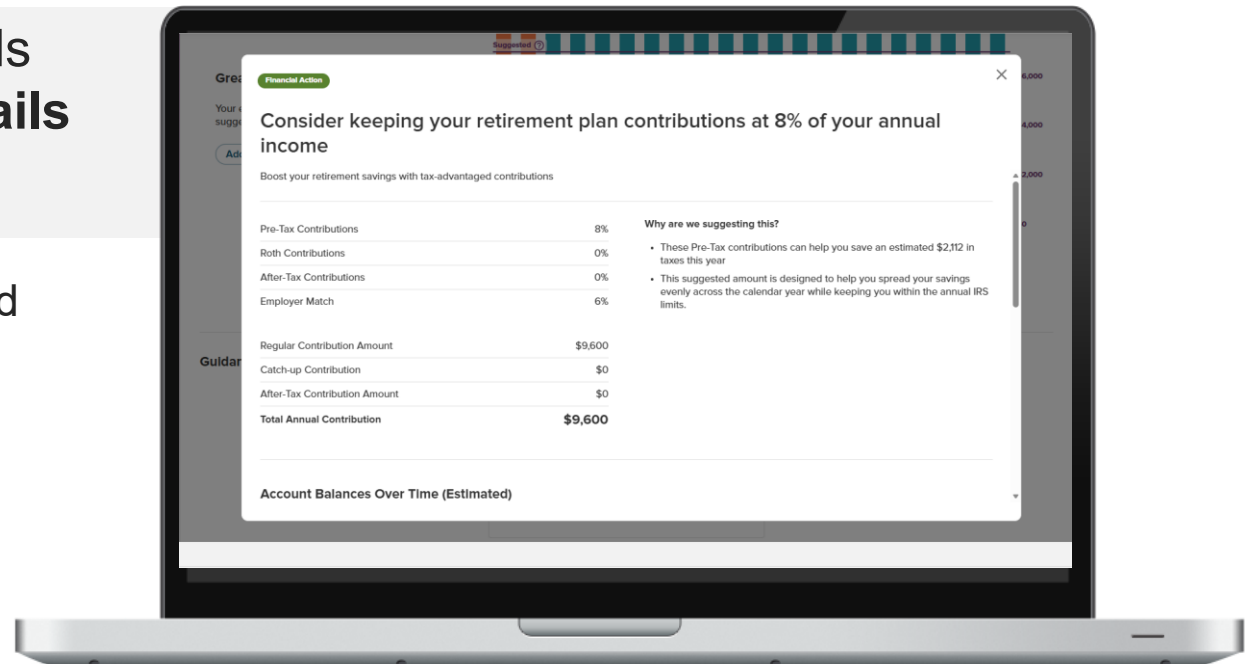 ls
ails
d
Suggested ?
Grea
Your e
sugge
Add
Guidan
6,000
4,000
2,000
0
Financial Action
Consider keeping your retirement plan contributions at 8% of your annual
income
Boost your retirement savings with tax-advantaged contributions
Pre-Tax Contributions 8%
Roth Contributions 0%
After-Tax Contributions 0%
Employer Match 6%
Regular Contribution Amount $9,600
Catch-up Contribution $0
After-Tax Contribution Amount $0
Total Annual Contribution $9,600
Why are we suggesting this?
• These Pre-Tax contributions can help you save an estimated $2,112 in
taxes this year
• This suggested amount is designed to help you spread your savings
evenly across the calendar year while keeping you within the annual IRS
limits.
Account Balances Over Time (Estimated)